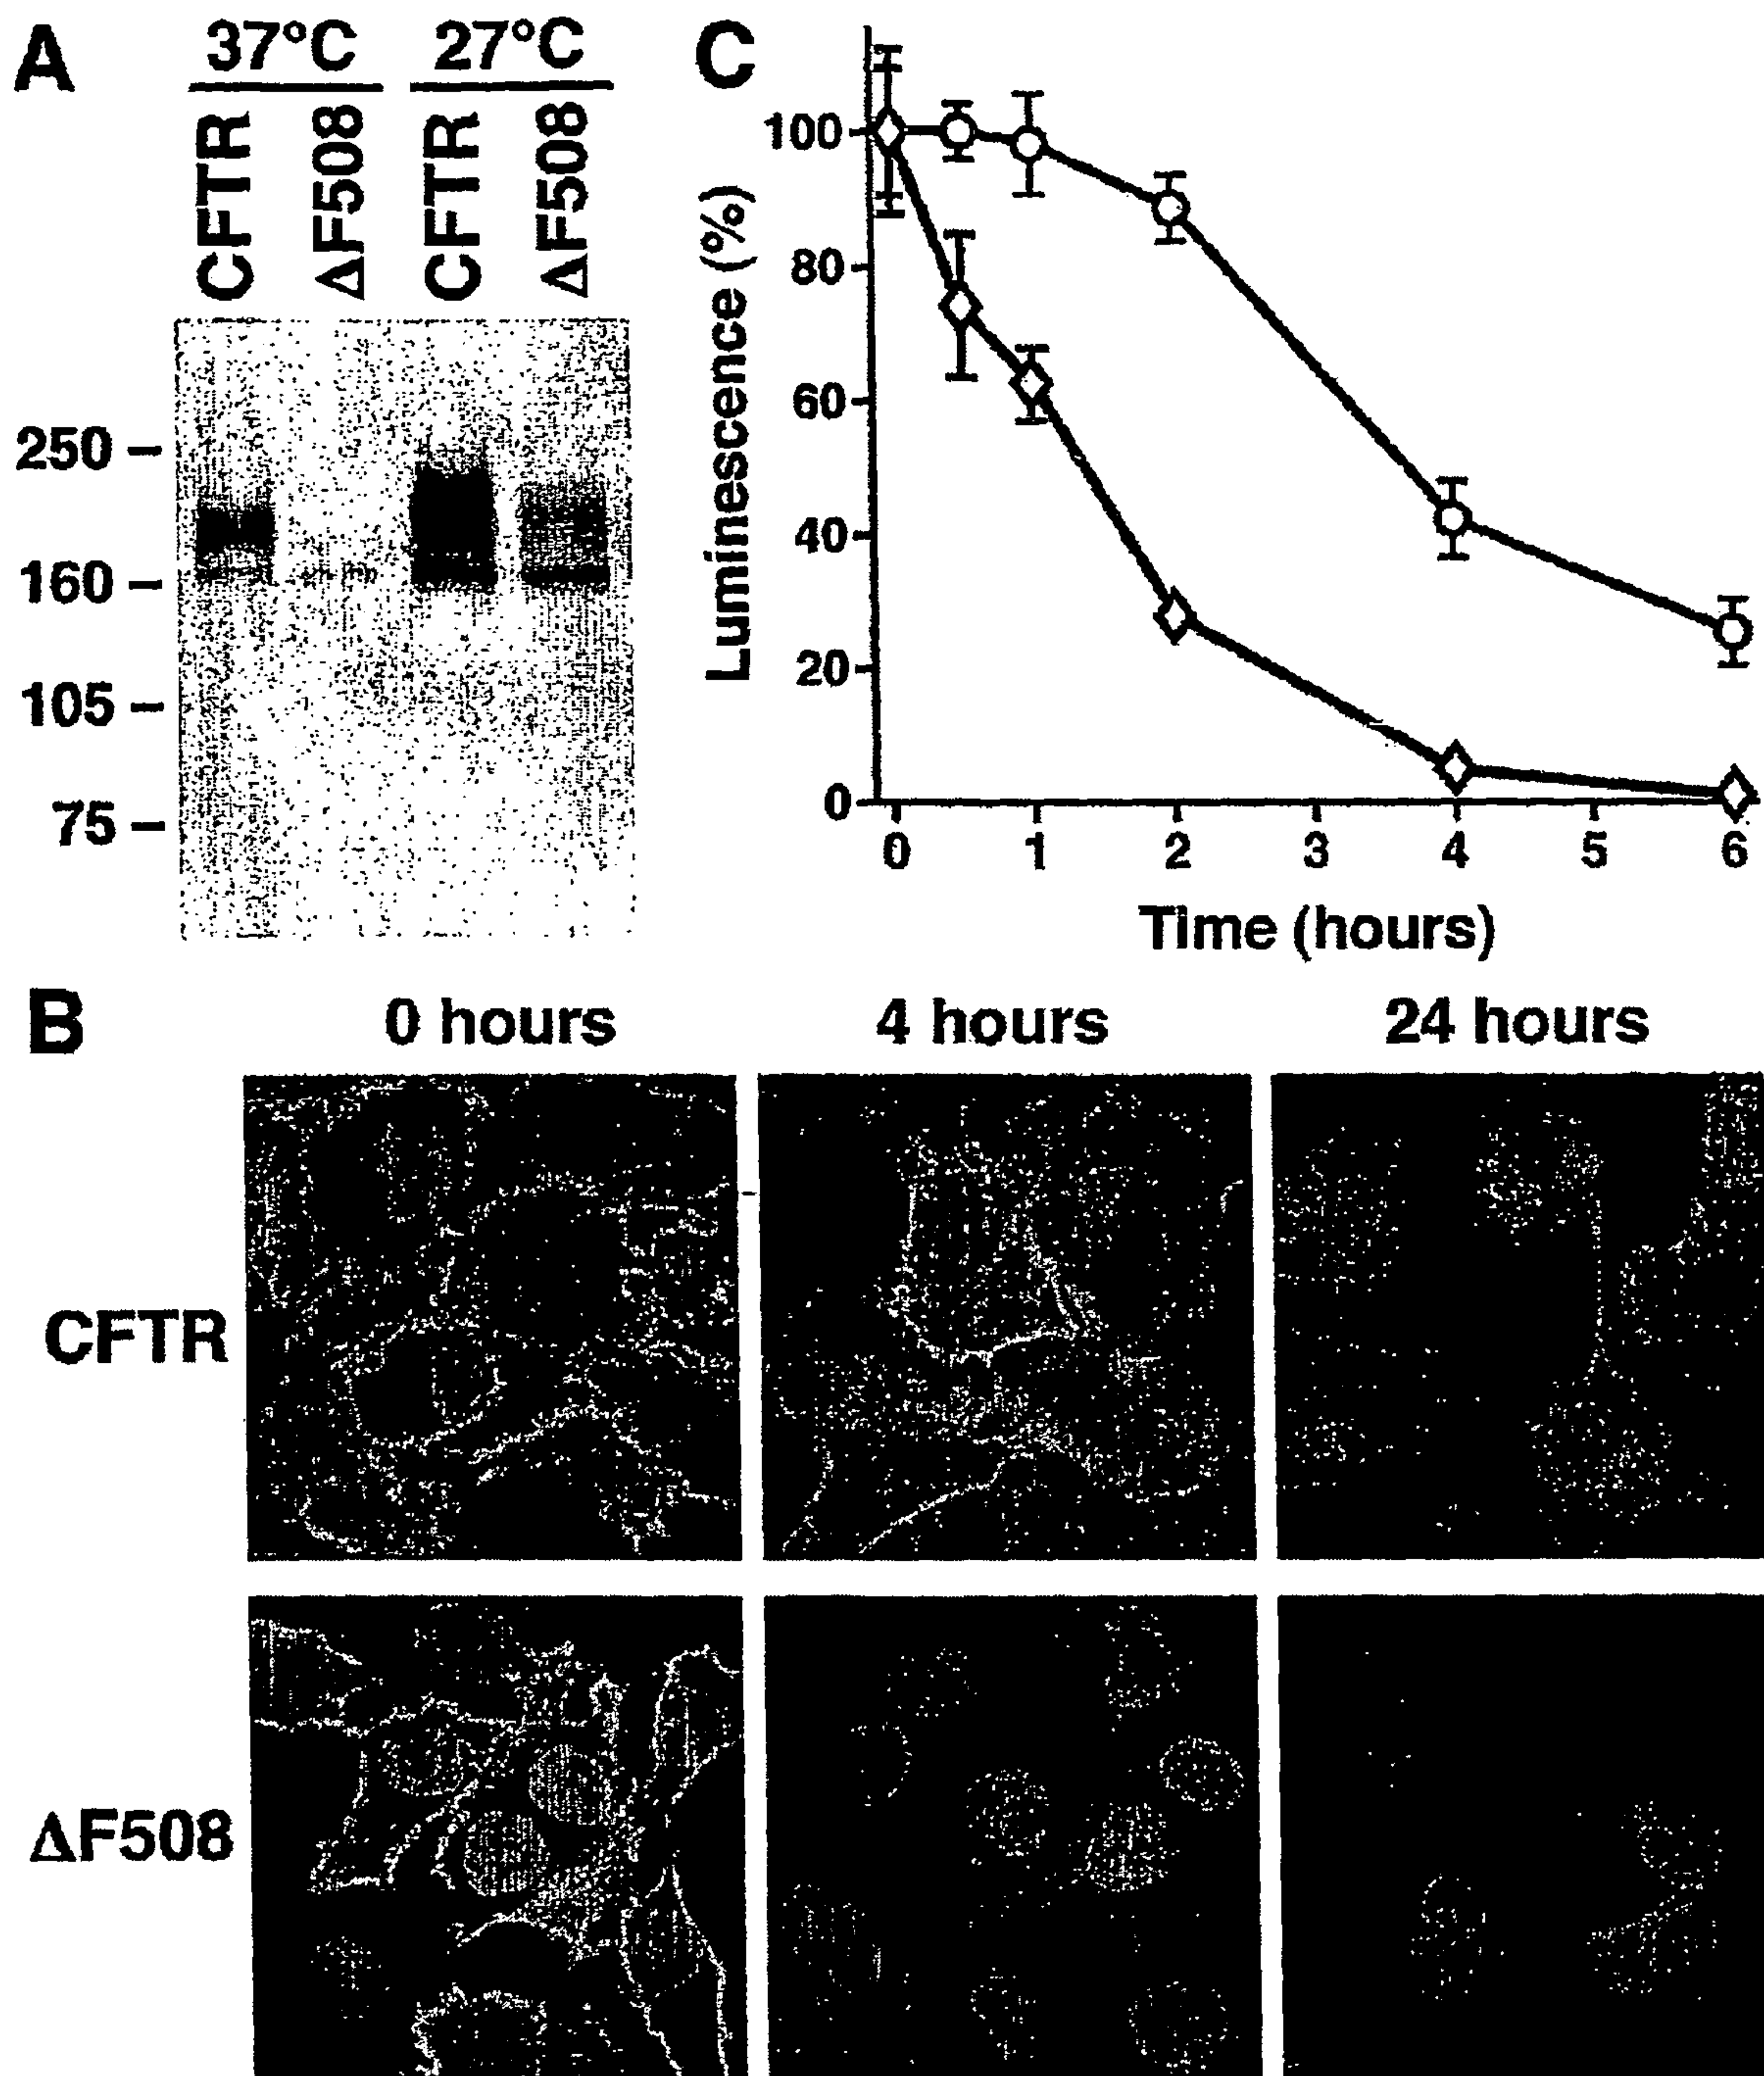 A
37°C 27°C
CFTR
ΔF508
CFTR
ΔF508
250
160
105
75
C
Luminescence (%)
100
80
60
40
20
0
0 1 2 3 4 5 6
Time (hours)
B
0 hours 4 hours 24 hours
CFTR
ΔF508